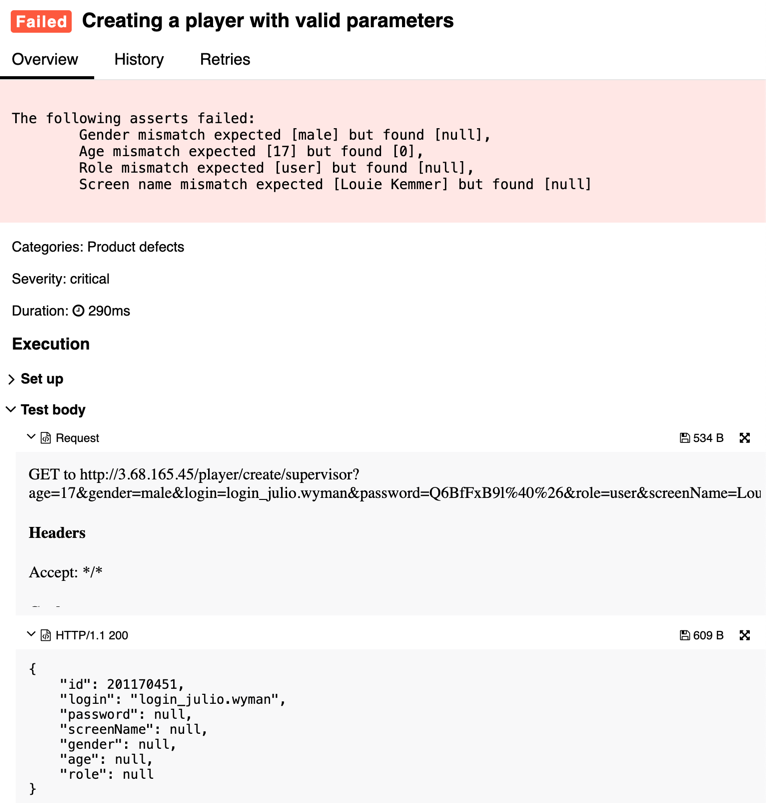 Failed Creating a player with valid parameters
Overview History Retries
The following asserts failed:
Gender mismatch expected [male] but found [null],
Age mismatch expected [17] but found [0],
Role mismatch expected [user] but found [null],
Screen name mismatch expected [Louie Kemmer] but found [null]
Categories: Product defects
Severity: critical
Duration: 290ms
Execution
Set up
Test body
Request 534 B
GET to http://3.68.165.45/player/create/supervisor?
age=17&gender=male&login=login_julio.wyman&password=Q6BfFxB9l%40%26&role=user&screenName=Lou
Headers
Accept: */*
HTTP/1.1 200 609 B
{
"id": 201170451,
"login": "login_julio.wyman",
"password": null,
"screenName": null,
"gender": null,
"age": null,
"role": null
}